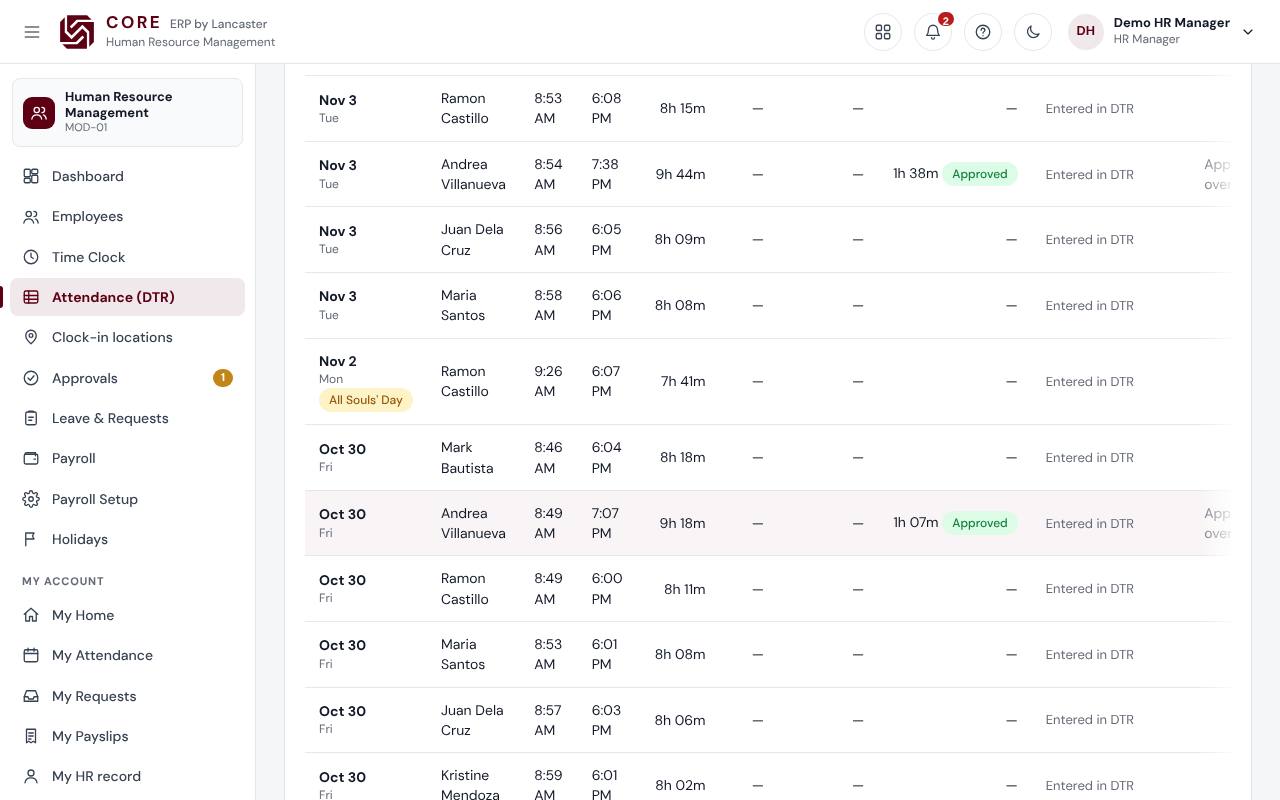 CORE ERP by Lancaster
Human Resource Management
2
DH
Demo HR Manager
HR Manager
Human Resource
Management
MOD-01
Dashboard
Employees
Time Clock
Attendance (DTR)
Clock-in locations
Approvals 1
Leave & Requests
Payroll
Payroll Setup
Holidays
MY ACCOUNT
My Home
My Attendance
My Requests
My Payslips
My HR record
Nov 3 Ramon 8:53 6:08 8h 15m — — — Entered in DTR
Tue Castillo AM PM
Nov 3 Andrea 8:54 7:38 9h 44m — — 1h 38m Approved Entered in DTR
Tue Villanueva AM PM
Nov 3 Juan Dela 8:56 6:05 8h 09m — — — Entered in DTR
Tue Cruz AM PM
Nov 3 Maria 8:58 6:06 8h 08m — — — Entered in DTR
Tue Santos AM PM
Nov 2 Ramon 9:26 6:07 7h 41m — — — Entered in DTR
Mon Castillo AM PM
All Souls' Day
Oct 30 Mark 8:46 6:04 8h 18m — — — Entered in DTR
Fri Bautista AM PM
Oct 30 Andrea 8:49 7:07 9h 18m — — 1h 07m Approved Entered in DTR
Fri Villanueva AM PM
Oct 30 Ramon 8:49 6:00 8h 11m — — — Entered in DTR
Fri Castillo AM PM
Oct 30 Maria 8:53 6:01 8h 08m — — — Entered in DTR
Fri Santos AM PM
Oct 30 Juan Dela 8:57 6:03 8h 06m — — — Entered in DTR
Fri Cruz AM PM
Oct 30 Kristine 8:59 6:01 8h 02m — — — Entered in DTR
Fri Mendoza AM PM